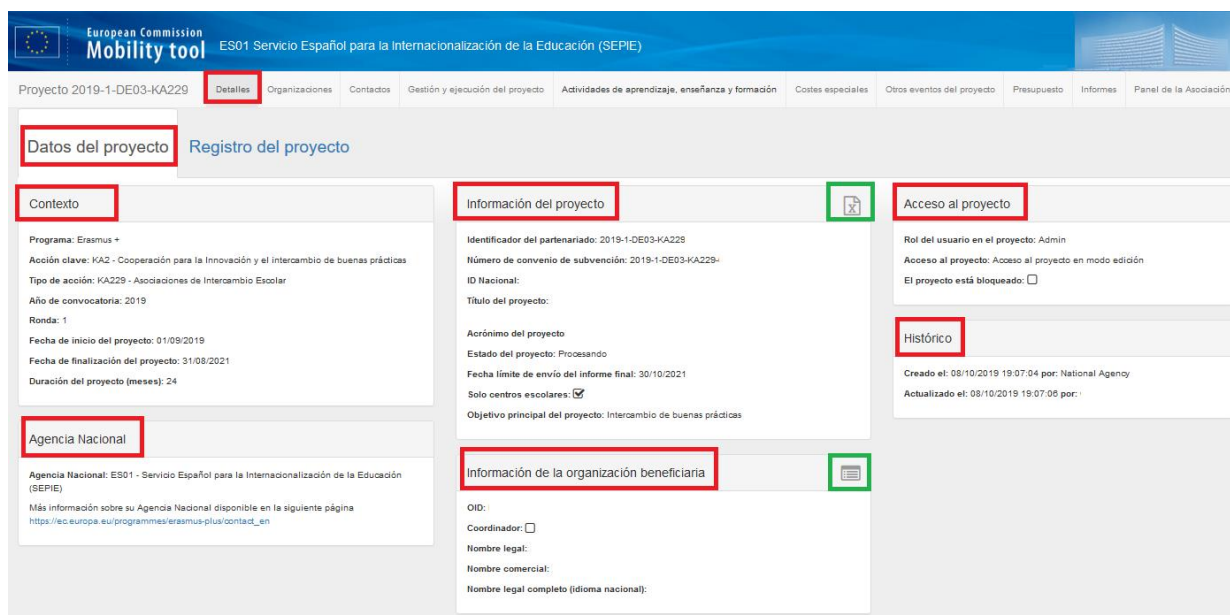 European Commission
Mobility tool
ES01 Servicio Español para la Internacionalización de la Educación (SEPIE)
Proyecto 2019-1-DE03-KA229
Detalles
Organizaciones
Contactos
Gestión y ejecución del proyecto
Actividades de aprendizaje, enseñanza y formación
Costes especiales
Otros eventos del proyecto
Presupuesto
Informes
Panel de la Asociación
Datos del proyecto
Registro del proyecto
Contexto
Programa: Erasmus +
Acción clave: KA2 - Cooperación para la Innovación y el intercambio de buenas prácticas
Tipo de acción: KA229 - Asociaciones de Intercambio Escolar
Año de convocatoria: 2019
Ronda: 1
Fecha de inicio del proyecto: 01/09/2019
Fecha de finalización del proyecto: 31/08/2021
Duración del proyecto (meses): 24
Agencia Nacional
Agencia Nacional: ES01 - Servicio Español para la Internacionalización de la Educación
(SEPIE)
Más información sobre su Agencia Nacional disponible en la siguiente página
https://ec.europa.eu/programmes/erasmus-plus/contact_en
Información del proyecto
Identificador del partenariado: 2019-1-DE03-KA229
Número de convenio de subvención: 2019-1-DE03-KA229-
ID Nacional:
Título del proyecto:
Acrónimo del proyecto
Estado del proyecto: Procesando
Fecha límite de envío del informe final: 30/10/2021
Solo centros escolares:
Objetivo principal del proyecto: Intercambio de buenas prácticas
Información de la organización beneficiaria
OID:
Coordinador:
Nombre legal:
Nombre comercial:
Nombre legal completo (idioma nacional):
Acceso al proyecto
Rol del usuario en el proyecto: Admin
Acceso al proyecto: Acceso al proyecto en modo edición
El proyecto está bloqueado:
Histórico
Creado el: 08/10/2019 19:07:04 por: National Agency
Actualizado el: 08/10/2019 19:07:06 por: